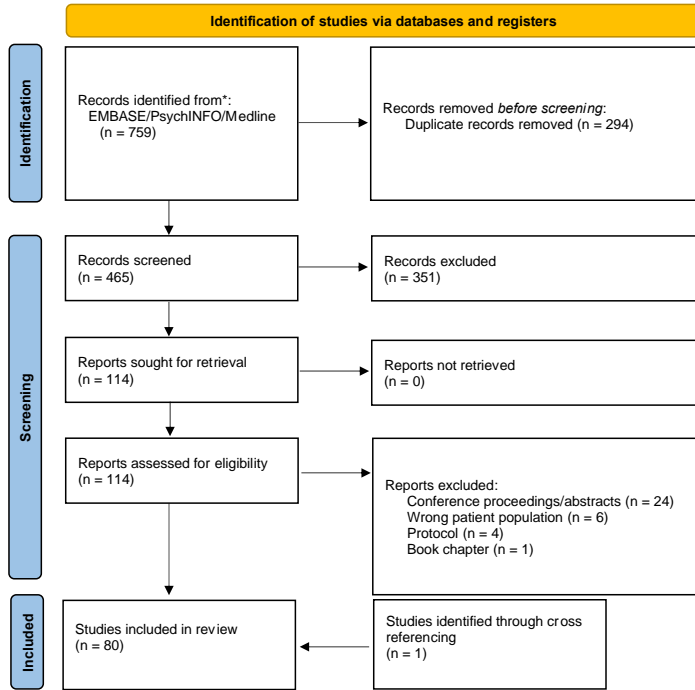 Identification of studies via databases and registers
Identification
Records identified from*:
EMBASE/PsychINFO/Medline
(n = 759)
Records removed before screening:
Duplicate records removed (n = 294)
Screening
Records screened
(n = 465)
Records excluded
(n = 351)
Reports sought for retrieval
(n = 114)
Reports not retrieved
(n = 0)
Reports assessed for eligibility
(n = 114)
Reports excluded:
Conference proceedings/abstracts (n = 24)
Wrong patient population (n = 6)
Protocol (n = 4)
Book chapter (n = 1)
Included
Studies included in review
(n = 80)
Studies identified through cross
referencing
(n = 1)